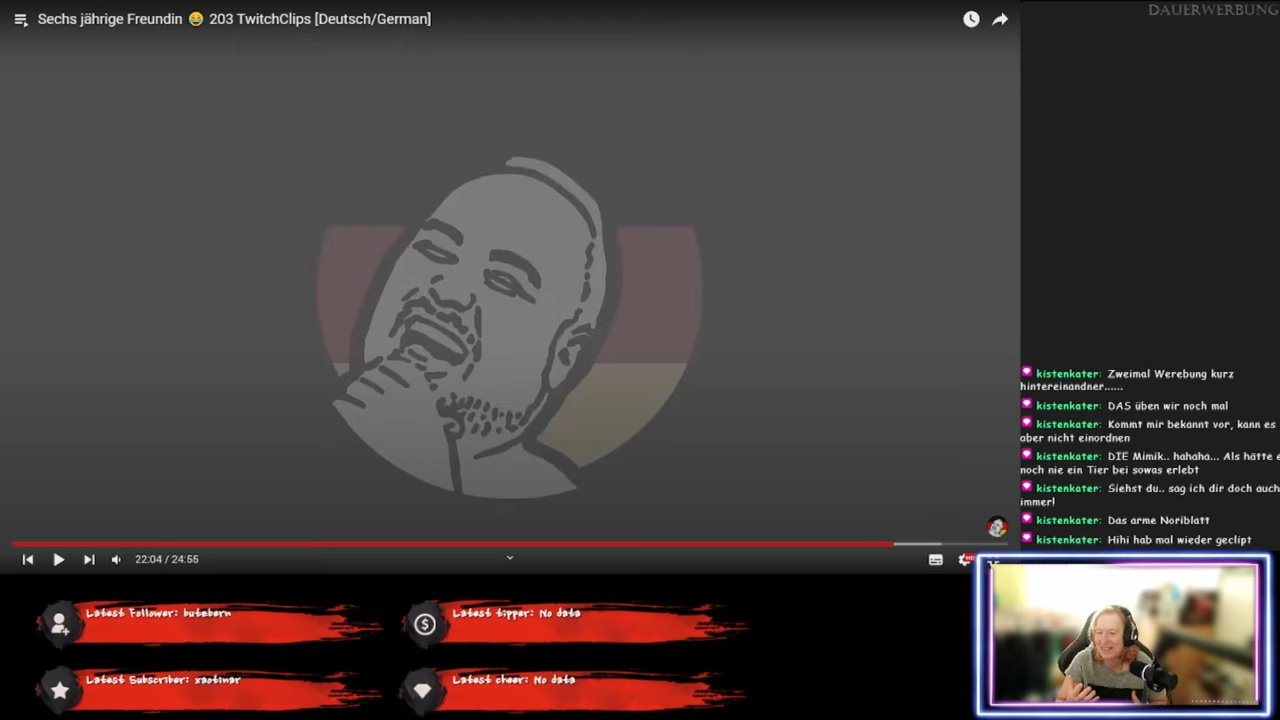 Sechs jährige Freundin 😂 203 TwitchClips [Deutsch/German]
DAUERWERBUNG
kistenkater: Zweimal Werebung kurz
hintereinandner......
kistenkater: DAS üben wir noch mal
kistenkater: Kommt mir bekannt vor, kann es
aber nicht einordnen
kistenkater: DIE Mimik.. hahaha... Als hätte e
noch nie ein Tier bei sowas erlebt
kistenkater: Siehst du.. sag ich dir doch auch
immer!
kistenkater: Das arme Noriblatt
kistenkater: Hihi hab mal wieder geclipt
22:04 / 24:55
Latest Follower: butebern
Latest tipper: No data
Latest Subscriber: xaotinar
Latest cheer: No data